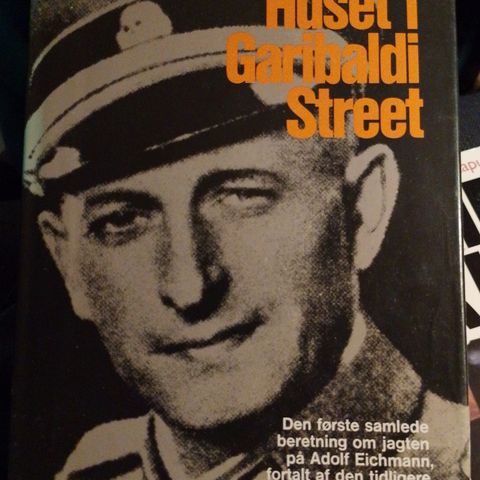 Huset i
Garibaldi
Street
Den første samlede
beretning om jagten
på Adolf Eichmann,
fortalt af den tidligere